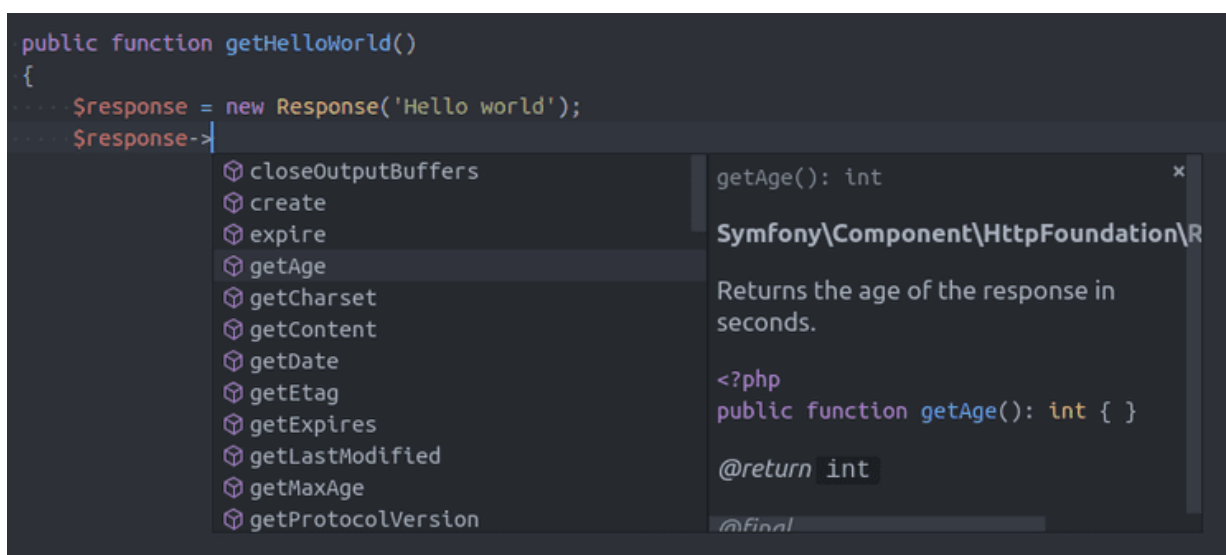 public function getHelloWorld()
{
$response = new Response('Hello world');
$response->
closeOutputBuffers
create
expire
getAge
getCharset
getContent
getDate
getEtag
getExpires
getLastModified
getMaxAge
getProtocolVersion
getAge(): int ×
Symfony\Component\HttpFoundation\R
Returns the age of the response in
seconds.
<?php
public function getAge(): int { }
@return int
@final